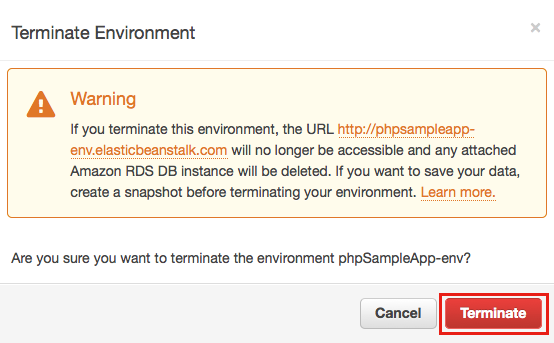 Terminate Environment
×
Warning
If you terminate this environment, the URL http://phpsampleapp-
env.elasticbeanstalk.com will no longer be accessible and any attached
Amazon RDS DB instance will be deleted. If you want to save your data,
create a snapshot before terminating your environment. Learn more.
Are you sure you want to terminate the environment phpSampleApp-env?
Cancel
Terminate